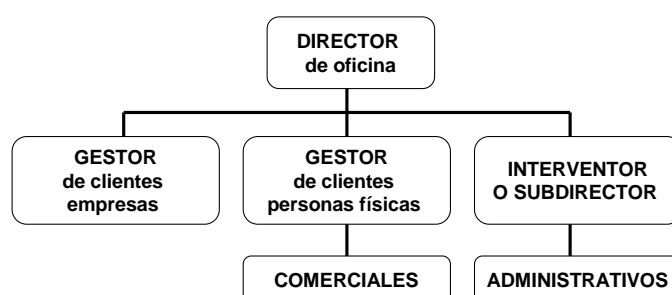 DIRECTOR
de oficina
GESTOR
de clientes
empresas
GESTOR
de clientes
personas físicas
INTERVENTOR
O SUBDIRECTOR
COMERCIALES
ADMINISTRATIVOS